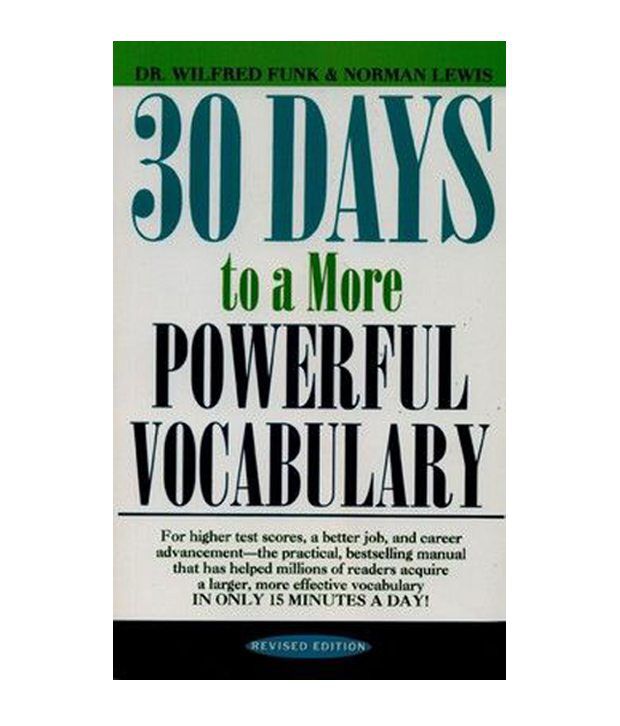 DR. WILFRED FUNK & NORMAN LEWIS
30 DAYS
to a More
POWERFUL
VOCABULARY
For higher test scores, a better job, and career
advancement—the practical, bestselling manual
that has helped millions of readers acquire
a larger, more effective vocabulary
IN ONLY 15 MINUTES A DAY!
REVISED EDITION